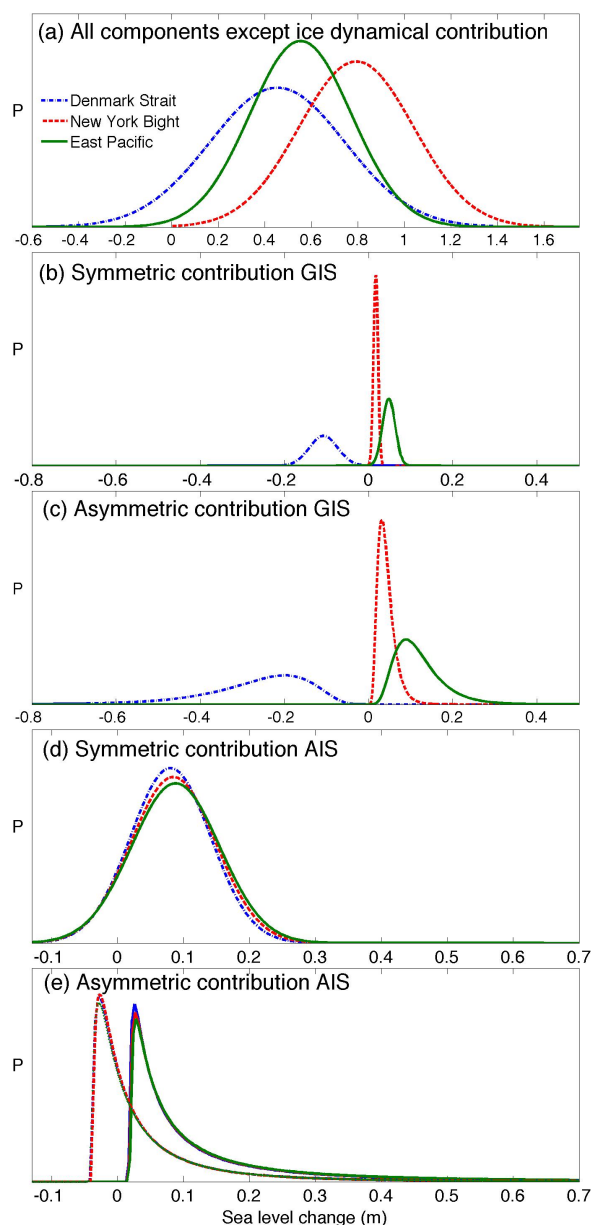 (a) All components except ice dynamical contribution
P
Denmark Strait
New York Bight
East Pacific
-0.6 -0.4 -0.2 0 0.2 0.4 0.6 0.8 1 1.2 1.4 1.6
(b) Symmetric contribution GIS
P
-0.8 -0.6 -0.4 -0.2 0 0.2 0.4
(c) Asymmetric contribution GIS
P
-0.8 -0.6 -0.4 -0.2 0 0.2 0.4
(d) Symmetric contribution AIS
P
-0.1 0 0.1 0.2 0.3 0.4 0.5 0.6 0.7
(e) Asymmetric contribution AIS
P
-0.1 0 0.1 0.2 0.3 0.4 0.5 0.6 0.7
Sea level change (m)